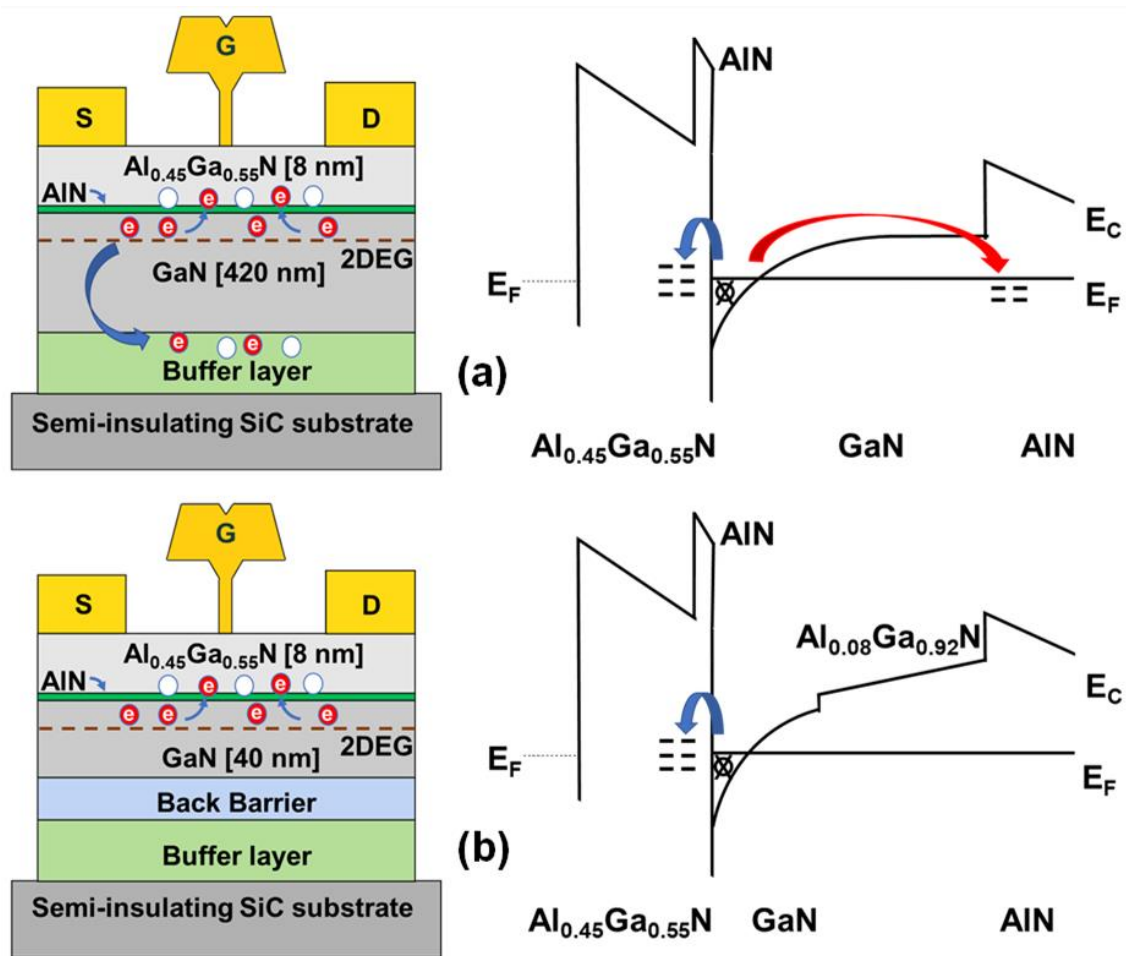 G
S
D
Al0.45Ga0.55N [8 nm]
AlN
e e
e e e e
2DEG
GaN [420 nm]
e e
Buffer layer
Semi-insulating SiC substrate
(a)
AlN
EC
EF
EF
Al0.45Ga0.55N
GaN
AlN
G
S
D
Al0.45Ga0.55N [8 nm]
AlN
e e
e e e e
2DEG
GaN [40 nm]
Back Barrier
Buffer layer
Semi-insulating SiC substrate
(b)
AlN
Al0.08Ga0.92N
EC
EF
EF
Al0.45Ga0.55N
GaN
AlN